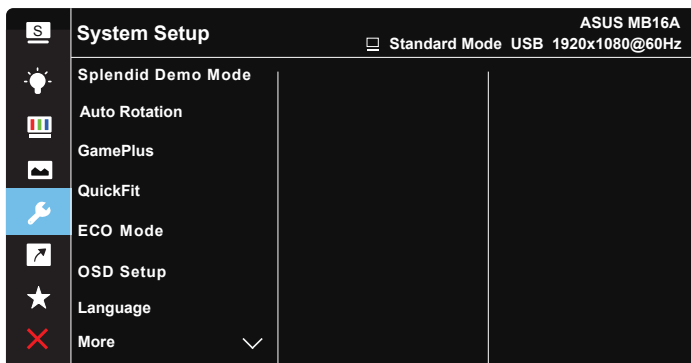 S
System Setup
ASUS MB16A
Standard Mode USB 1920x1080@60Hz
Splendid Demo Mode
Auto Rotation
GamePlus
QuickFit
ECO Mode
OSD Setup
Language
More